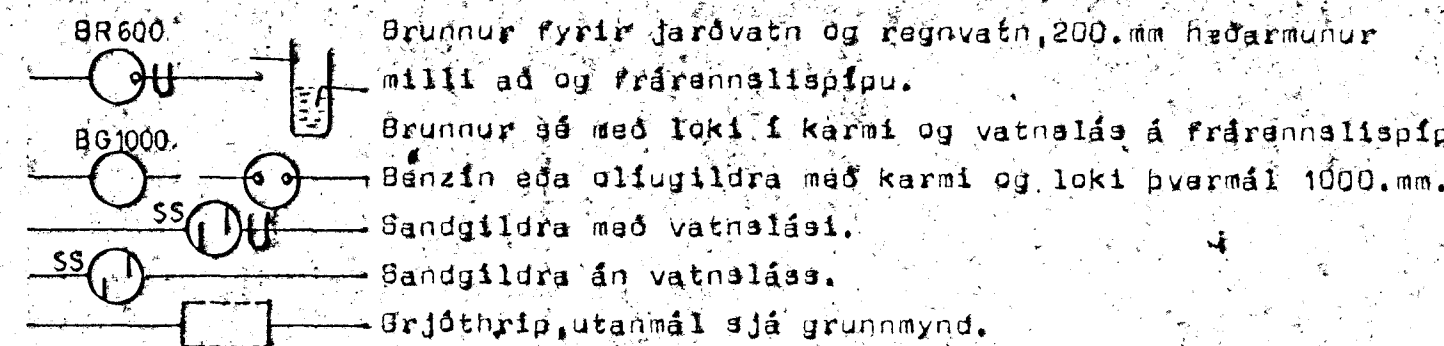 BR600. Brunnur fyrir jarðvatn og regnvatn,200.mm hæðarmunur
milli að og frárennslispípu.
Brunnur sé með loki í karmi og vatnslás á frárennslispíp
BG1000. Benzín eða olíugildra með karmi og loki þvermál 1000.mm.
SS Sandgildra með vatnslási.
SS Sandgildra án vatnsláss.
Grjóthrip,utanmál sjá grunnmynd.